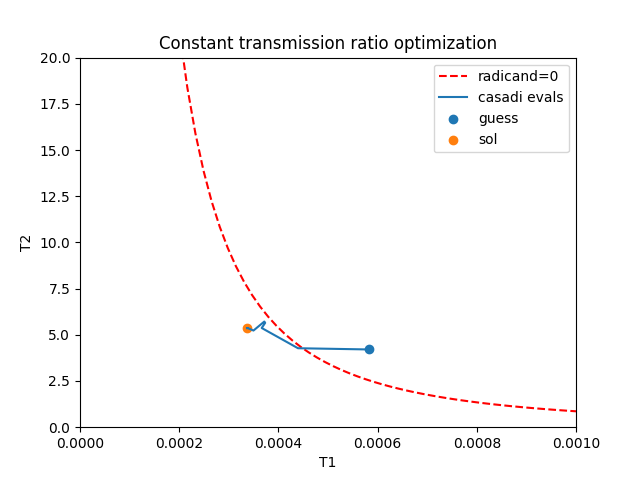 Constant transmission ratio optimization
20.0
17.5
15.0
12.5
10.0
7.5
5.0
2.5
0.0
T2
radicand=0
casadi evals
guess
sol
0.0000
0.0002
0.0004
0.0006
0.0008
0.0010
T1